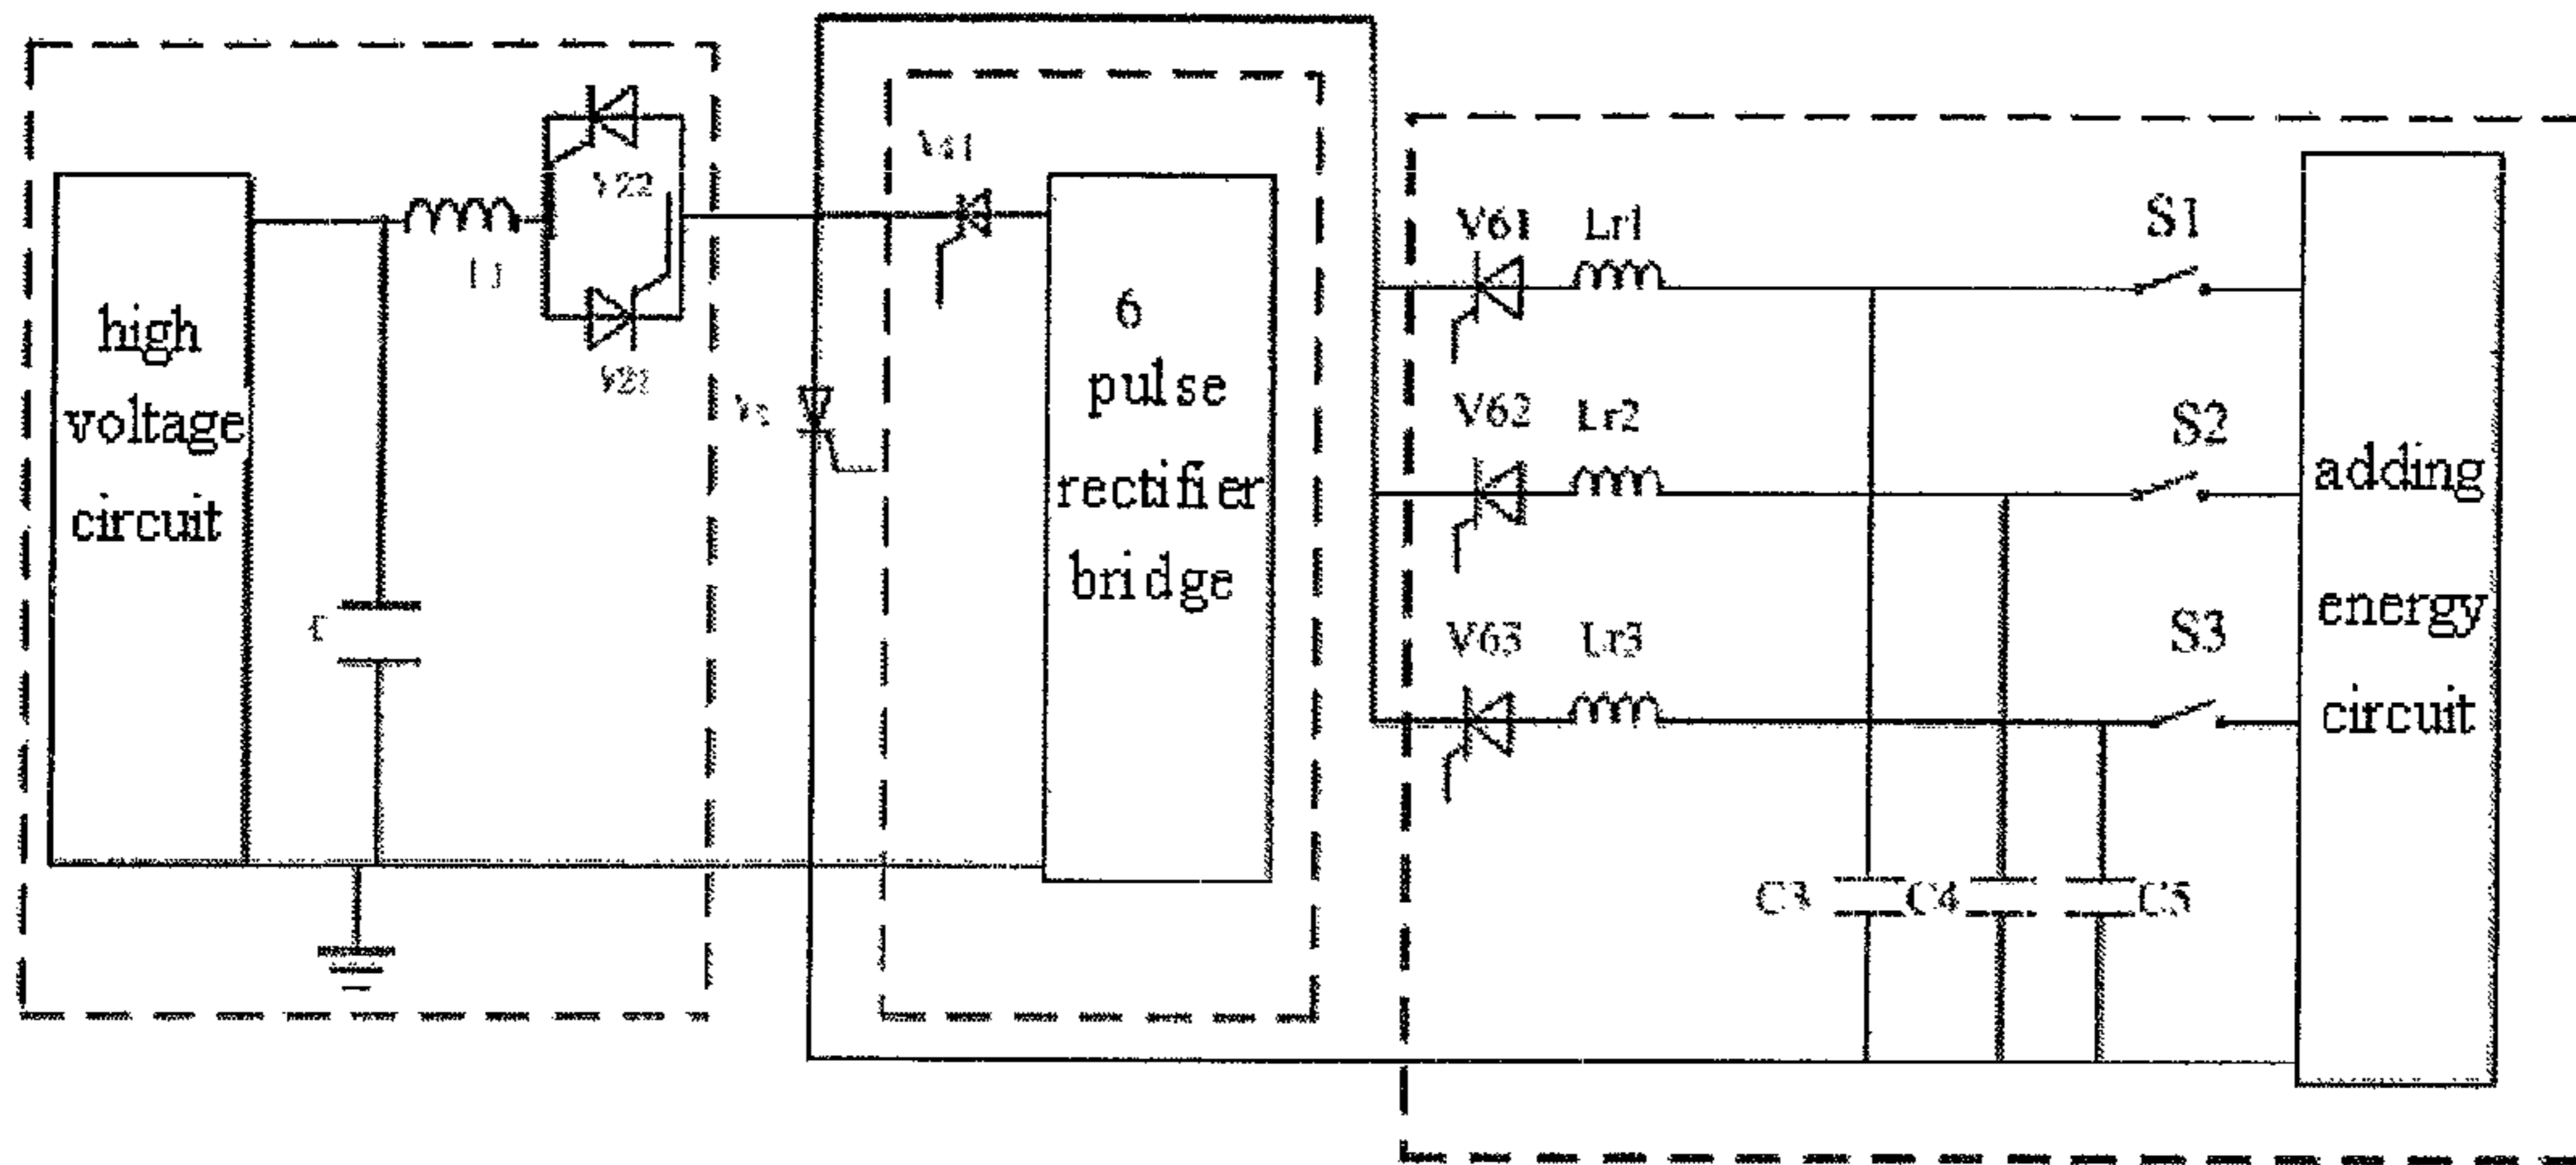 high
voltage
circuit
V22
V21
6
pulse
rectifier
bridge
V61
Lr1
S1
V62
Lr2
S2
V63
Lr3
S3
C3
C4
C5
adding
energy
circuit